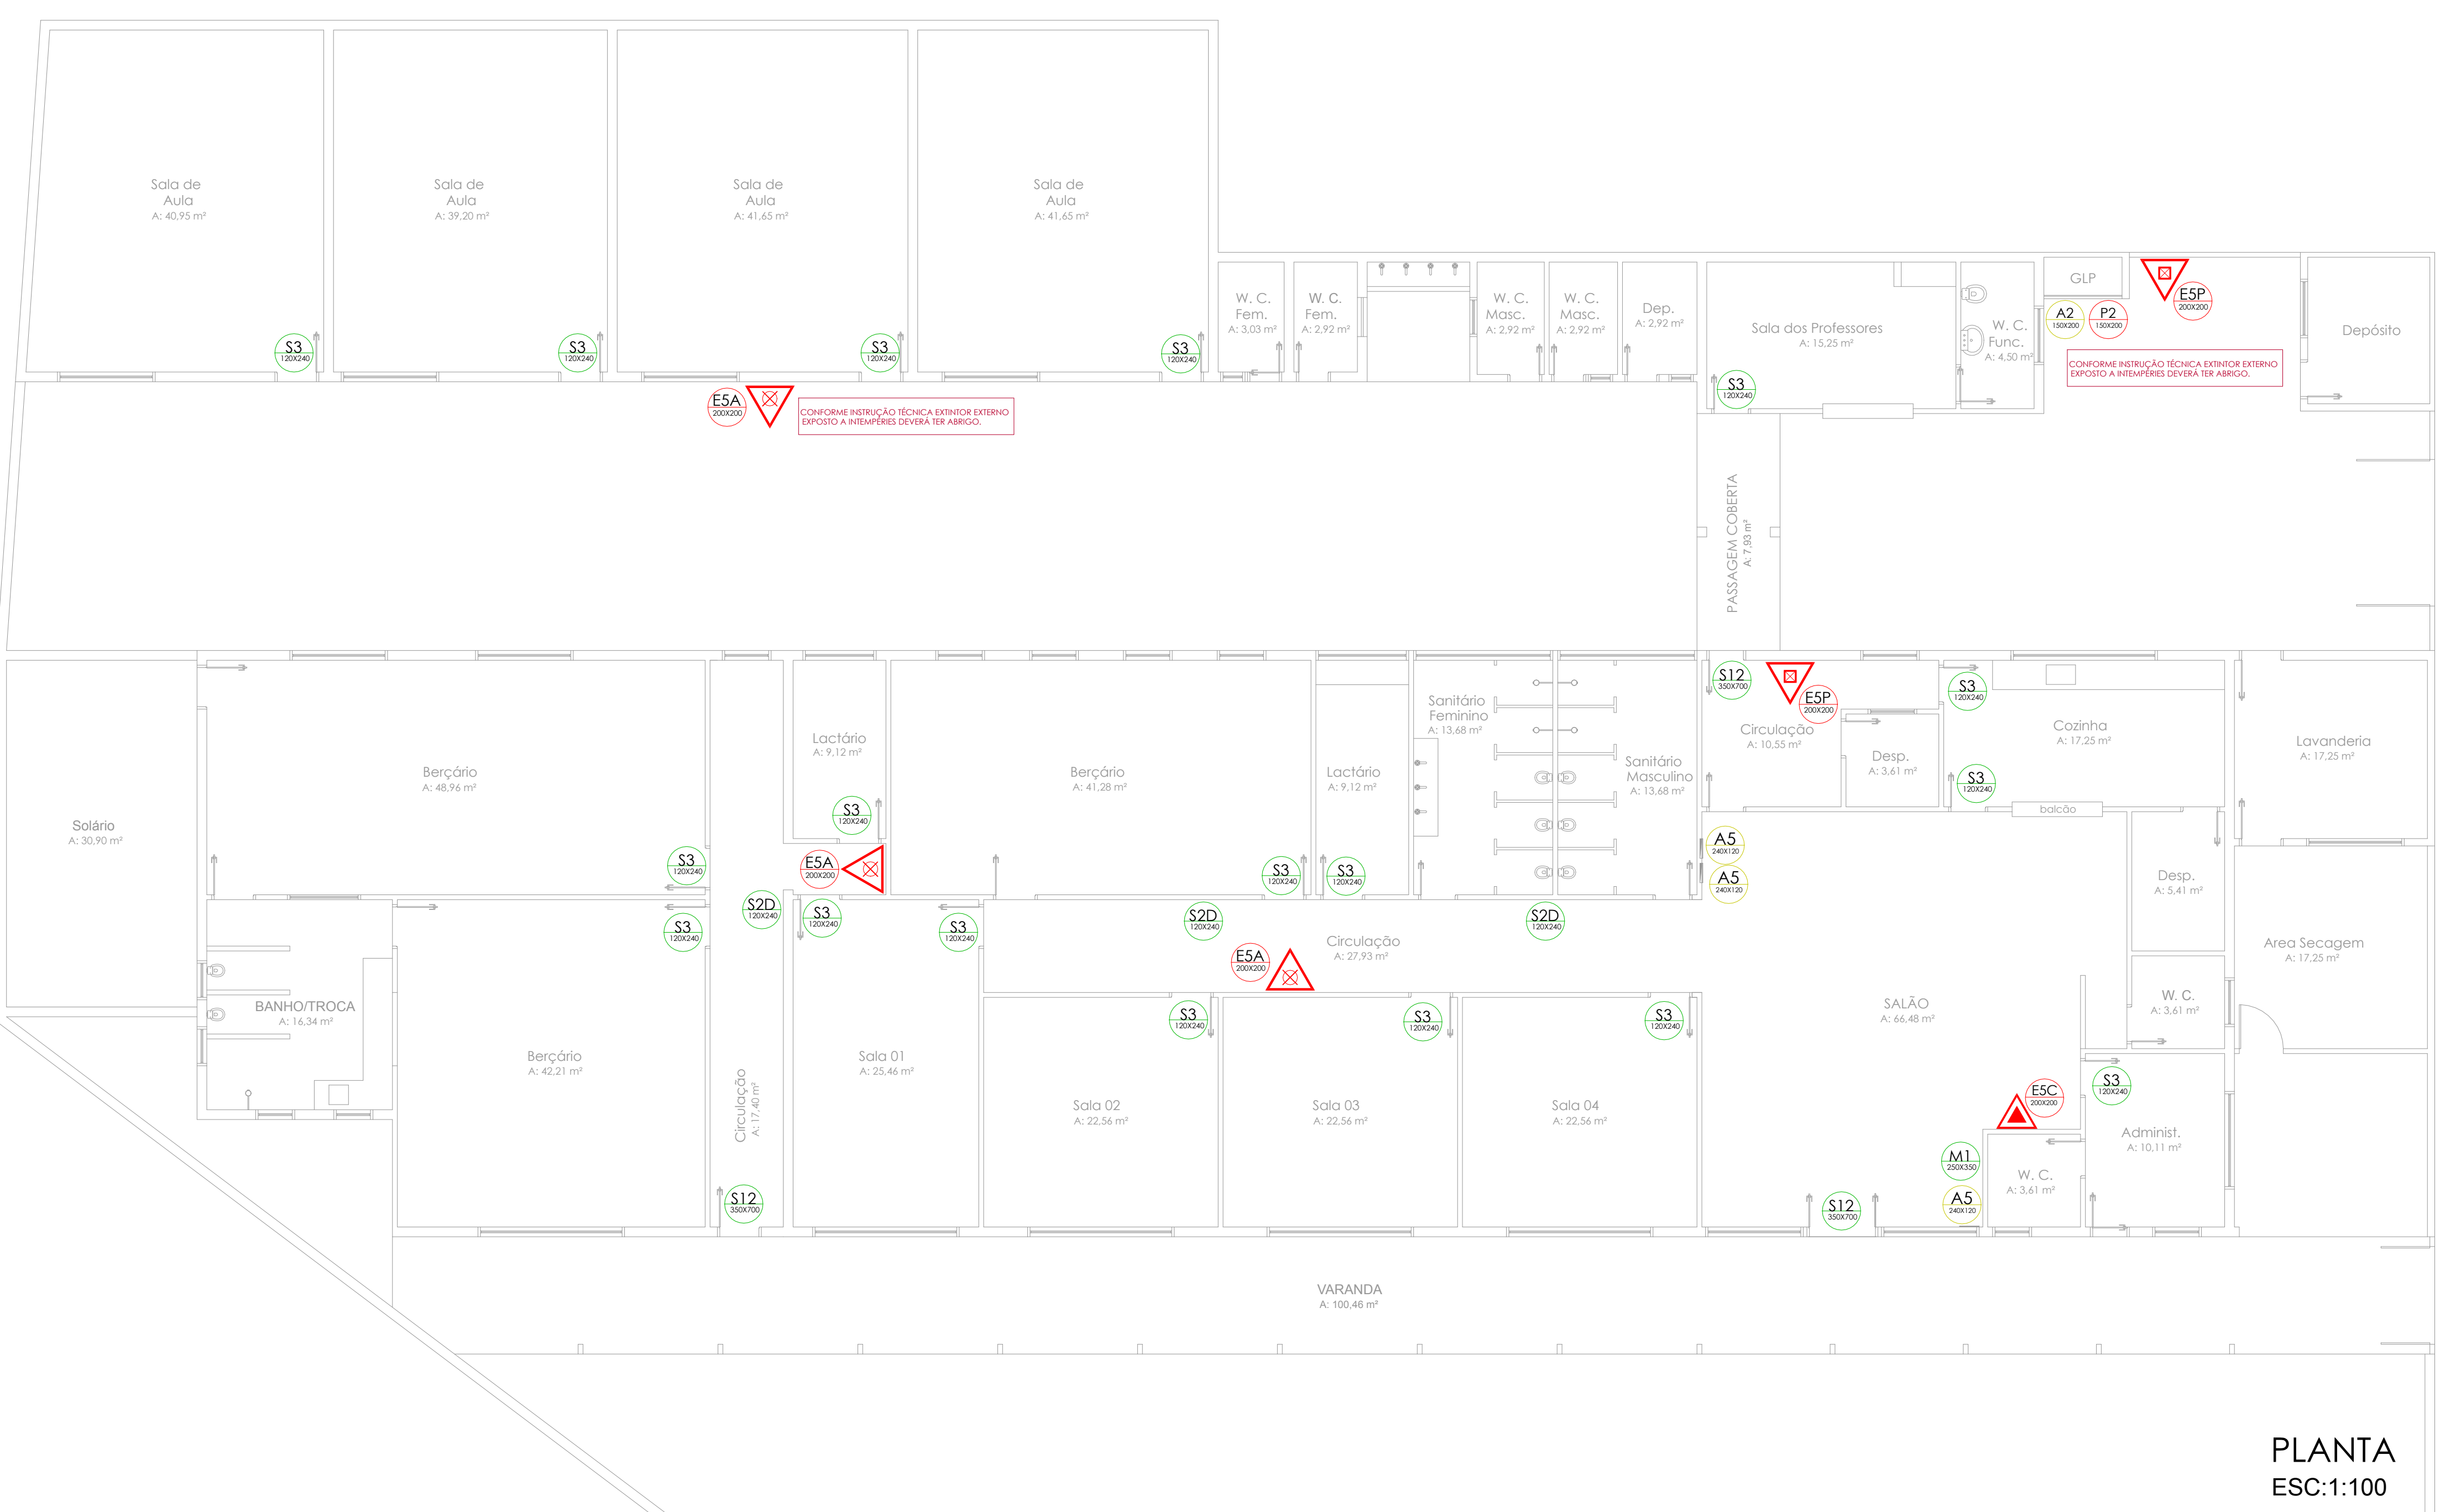 Sala de
Aula
A: 40,95 m²
Sala de
Aula
A: 39,20 m²
Sala de
Aula
A: 41,65 m²
Sala de
Aula
A: 41,65 m²
S3
120X240
S3
120X240
S3
120X240
S3
120X240
W. C.
Fem.
A: 3,03 m²
W. C.
Fem.
A: 2,92 m²
W. C.
Masc.
A: 2,92 m²
W. C.
Masc.
A: 2,92 m²
Dep.
A: 2,92 m²
Sala dos Professores
A: 15,25 m²
W. C.
Func.
A: 4,50 m²
GLP
A2
150X200
P2
150X200
E5P
200X200
Depósito
CONFORME INSTRUÇÃO TÉCNICA EXTINTOR EXTERNO
EXPOSTO A INTEMPÉRIES DEVERÁ TER ABRIGO.
S3
120X240
E5A
200X200
CONFORME INSTRUÇÃO TÉCNICA EXTINTOR EXTERNO
EXPOSTO A INTEMPÉRIES DEVERÁ TER ABRIGO.
PASSAGEM COBERTA
A: 7,93 m²
Solário
A: 30,90 m²
Berçário
A: 48,96 m²
S3
120X240
Lactário
A: 9,12 m²
S3
120X240
E5A
200X200
Berçário
A: 41,28 m²
S3
120X240
Lactário
A: 9,12 m²
S3
120X240
Sanitário
Feminino
A: 13,68 m²
Sanitário
Masculino
A: 13,68 m²
S12
350X700
E5P
200X200
Circulação
A: 10,55 m²
Desp.
A: 3,61 m²
S3
120X240
Cozinha
A: 17,25 m²
S3
120X240
balcão
Lavanderia
A: 17,25 m²
A5
240X120
A5
240X120
Desp.
A: 5,41 m²
Area Secagem
A: 17,25 m²
S3
120X240
S2D
120X240
S3
120X240
S3
120X240
S2D
120X240
S2D
120X240
E5A
200X200
Circulação
A: 27,93 m²
BANHO/TROCA
A: 16,34 m²
Berçário
A: 42,21 m²
Circulação
A: 17,40 m²
Sala 01
A: 25,46 m²
S3
120X240
S3
120X240
S3
120X240
Sala 02
A: 22,56 m²
Sala 03
A: 22,56 m²
Sala 04
A: 22,56 m²
SALÃO
A: 66,48 m²
W. C.
A: 3,61 m²
S3
120X240
E5C
200X200
Administ.
A: 10,11 m²
M1
250X350
W. C.
A: 3,61 m²
A5
240X120
S12
350X700
S12
350X700
VARANDA
A: 100,46 m²
PLANTA
ESC:1:100